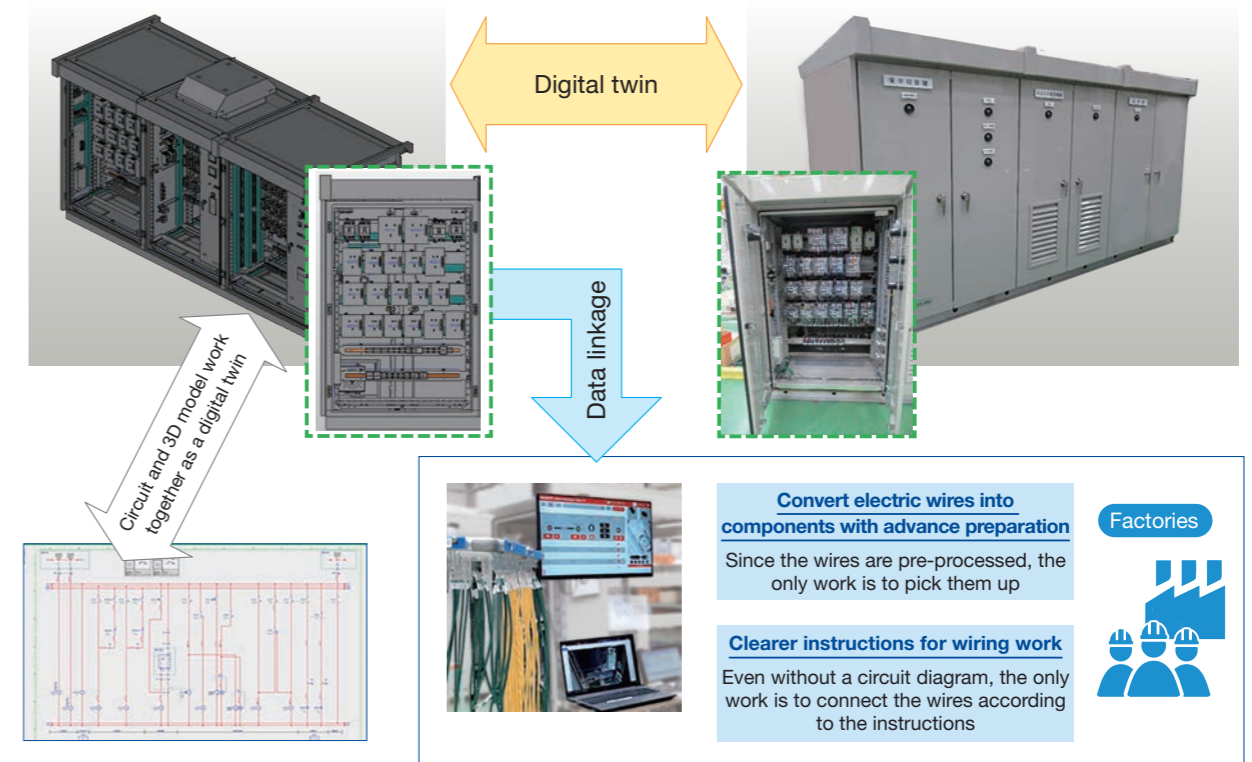 Digital twin
Data linkage
Circuit and 3D model work
together as a digital twin
Convert electric wires into
components with advance preparation
Since the wires are pre-processed, the
only work is to pick them up
Clearer instructions for wiring work
Even without a circuit diagram, the only
work is to connect the wires according
to the instructions
Factories